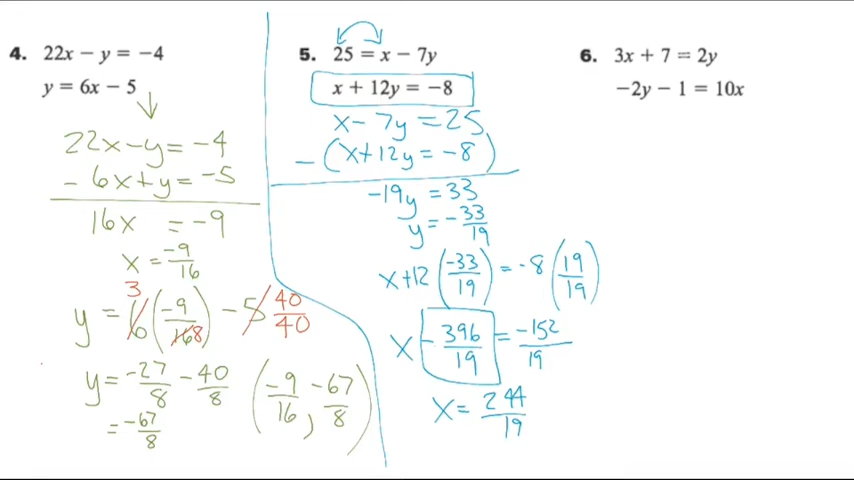 4. 22x − y = −4
y = 6x − 5
22x − y = −4
− 6x + y = −5
16x = −9
x = −9/16
y = 6 3 (−9/16 8) − 5 40/40
y = −27/8 − 40/8
= −67/8
(−9/16, −67/8)
5. 25 = x − 7y
x + 12y = −8
x − 7y = 25
− (x + 12y = −8)
−19y = 33
y = −33/19
x + 12 (−33/19) = −8 (19/19)
x − 396/19 = −152/19
x = 244/19
6. 3x + 7 = 2y
−2y − 1 = 10x